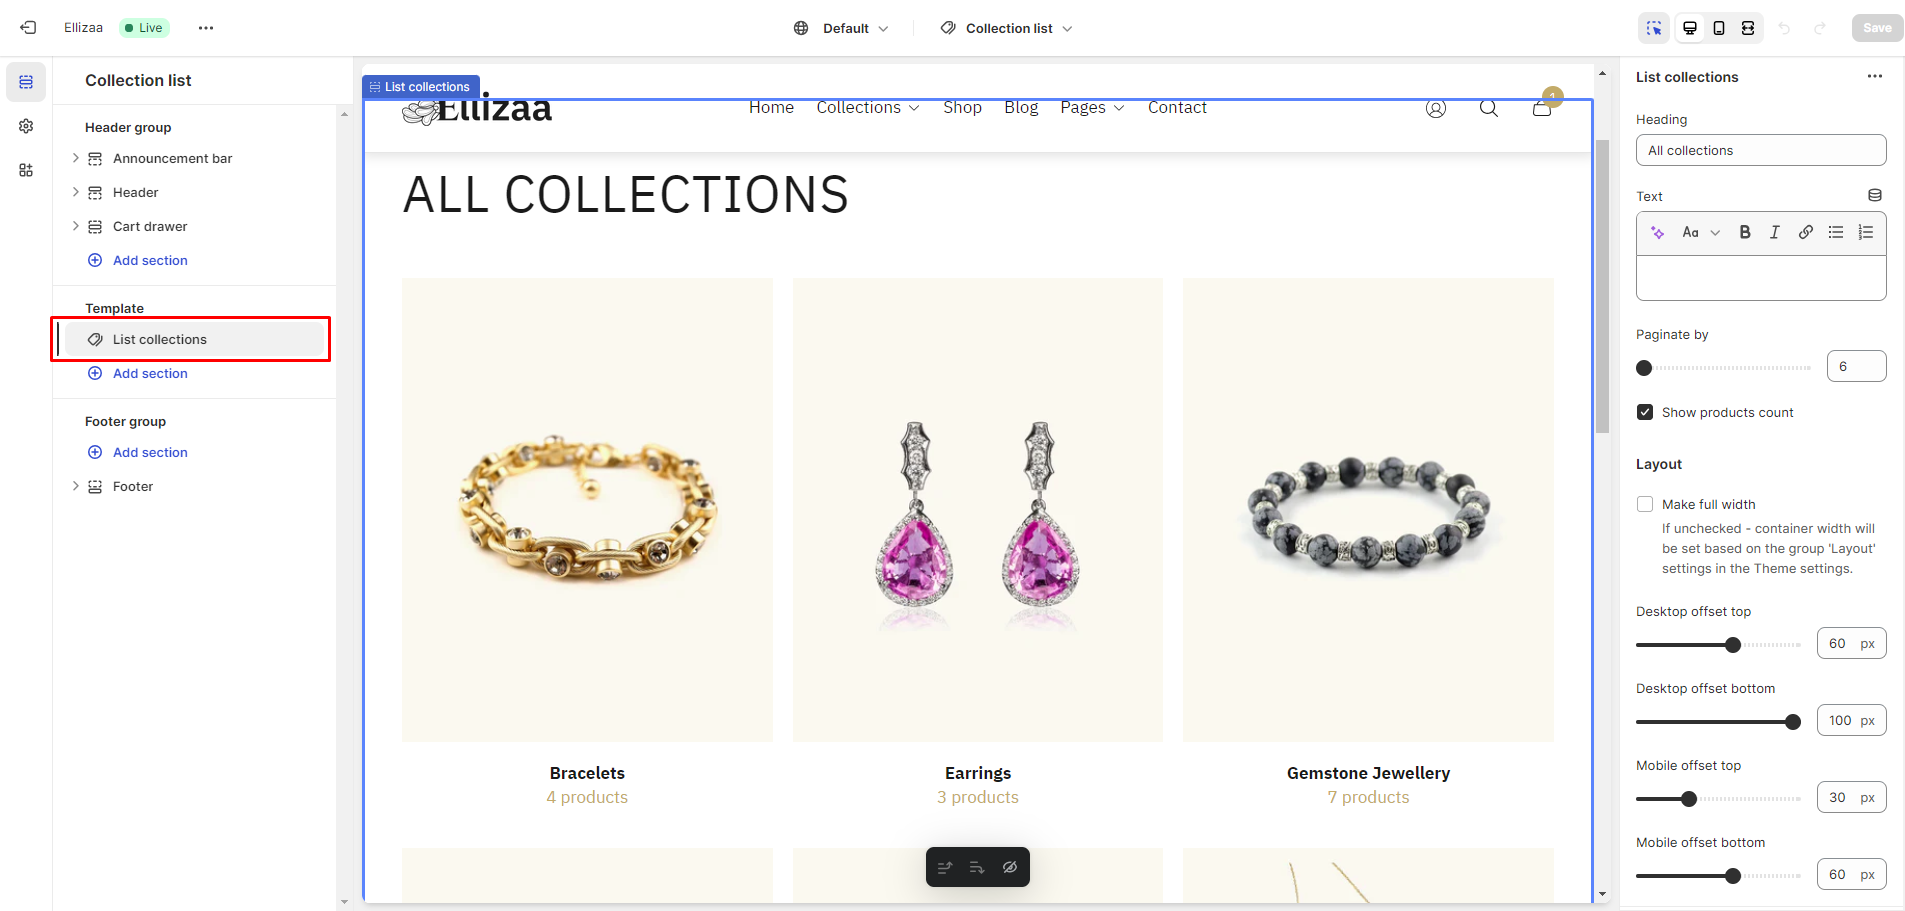 Ellizaa
Live
Default
Collection list
Save
Collection list
Header group
Announcement bar
Header
Cart drawer
Add section
Template
List collections
Add section
Footer group
Add section
Footer
List collections
Ellizaa
Home
Collections
Shop
Blog
Pages
Contact
1
ALL COLLECTIONS
Bracelets
4 products
Earrings
3 products
Gemstone Jewellery
7 products
List collections
Heading
All collections
Text
Aa
B
I
Paginate by
6
Show products count
Layout
Make full width
If unchecked - container width will
be set based on the group 'Layout'
settings in the Theme settings.
Desktop offset top
60 px
Desktop offset bottom
100 px
Mobile offset top
30 px
Mobile offset bottom
60 px